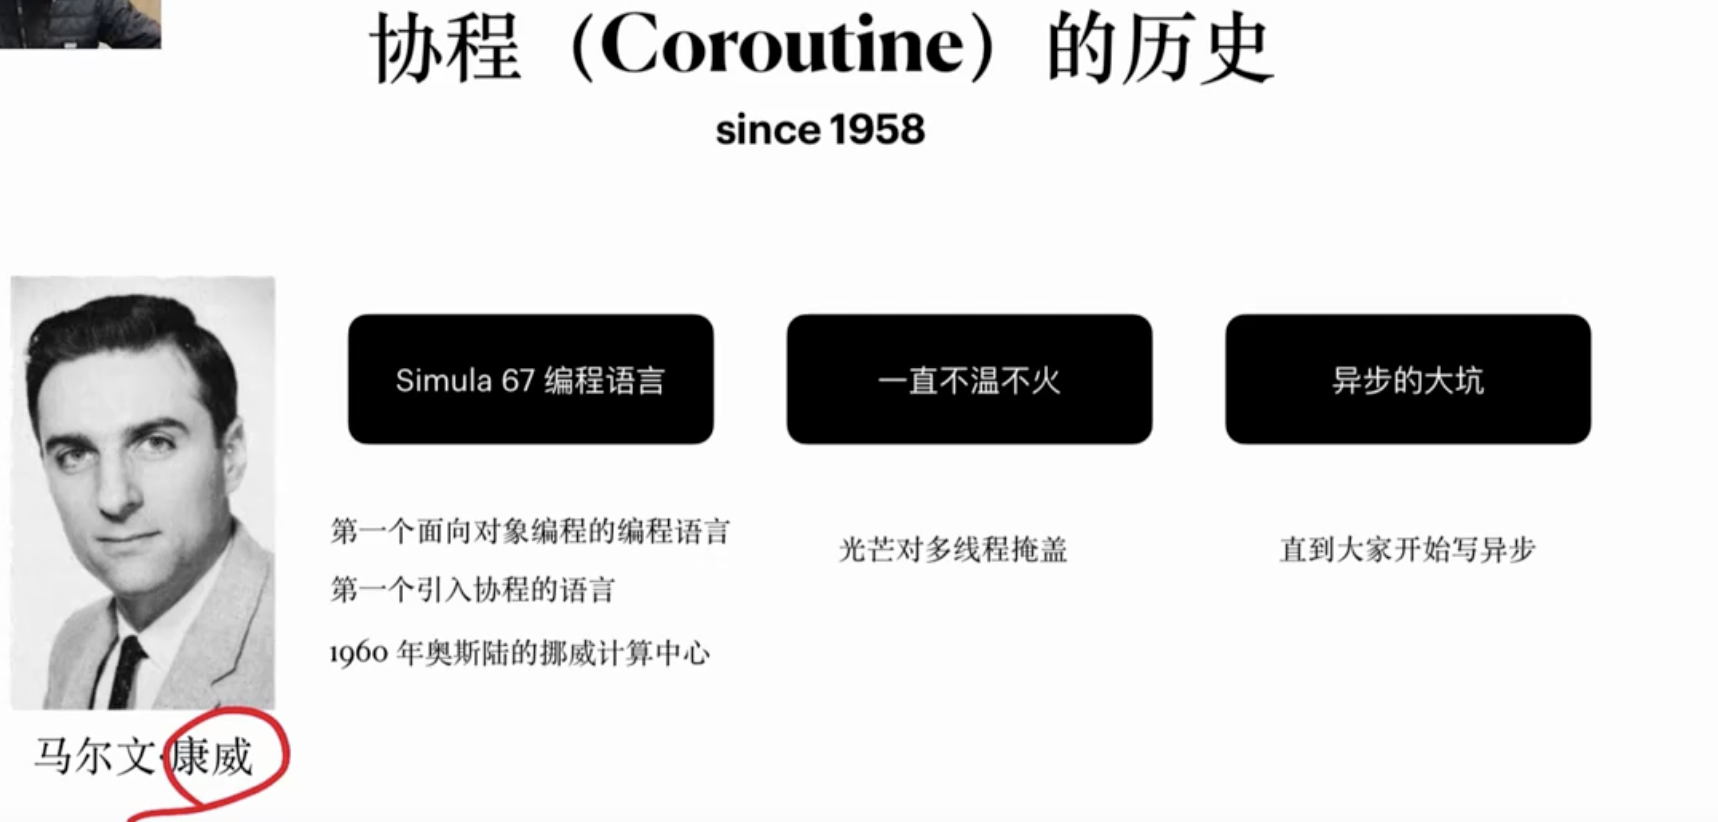 协程（Coroutine）的历史
since 1958
Simula 67 编程语言
一直不温不火
异步的大坑
第一个面向对象编程的编程语言
第一个引入协程的语言
1960 年奥斯陆的挪威计算中心
光芒对多线程掩盖
直到大家开始写异步
马尔文·康威